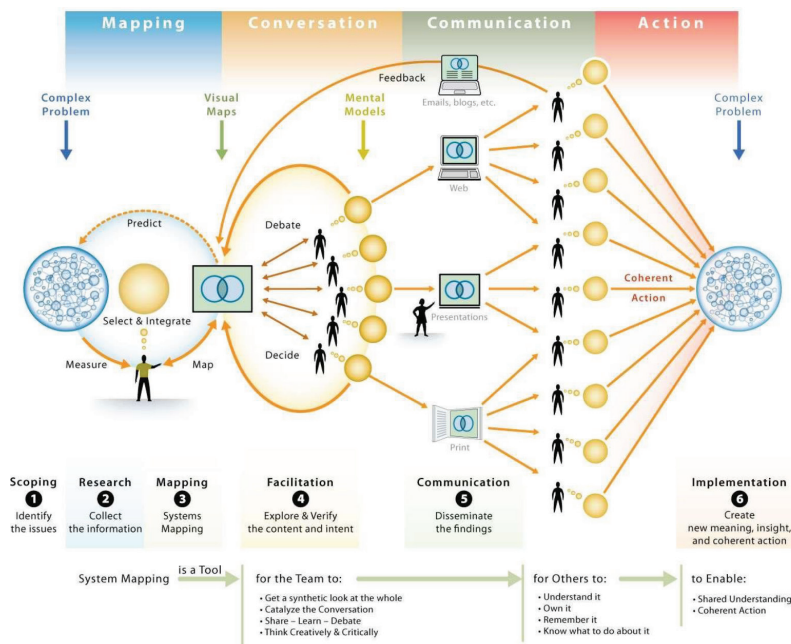 Mapping
Conversation
Communication
Action
Feedback
Emails, blogs, etc.
Complex
Problem
Visual
Maps
Mental
Models
Complex
Problem
Web
Predict
Debate
Select & Integrate
Coherent
Action
Presentations
Measure
Map
Decide
Print
Scoping
1
Identify
the issues
Research
2
Collect
the information
Mapping
3
Systems
Mapping
Facilitation
4
Explore & Verify
the content and intent
Communication
5
Disseminate
the findings
Implementation
6
Create
new meaning, insight,
and coherent action
System Mapping
is a Tool
for the Team to:
• Get a synthetic look at the whole
• Catalyze the Conversation
• Share – Learn – Debate
• Think Creatively & Critically
for Others to:
• Understand it
• Own it
• Remember it
• Know what to do about it
to Enable:
• Shared Understanding
• Coherent Action